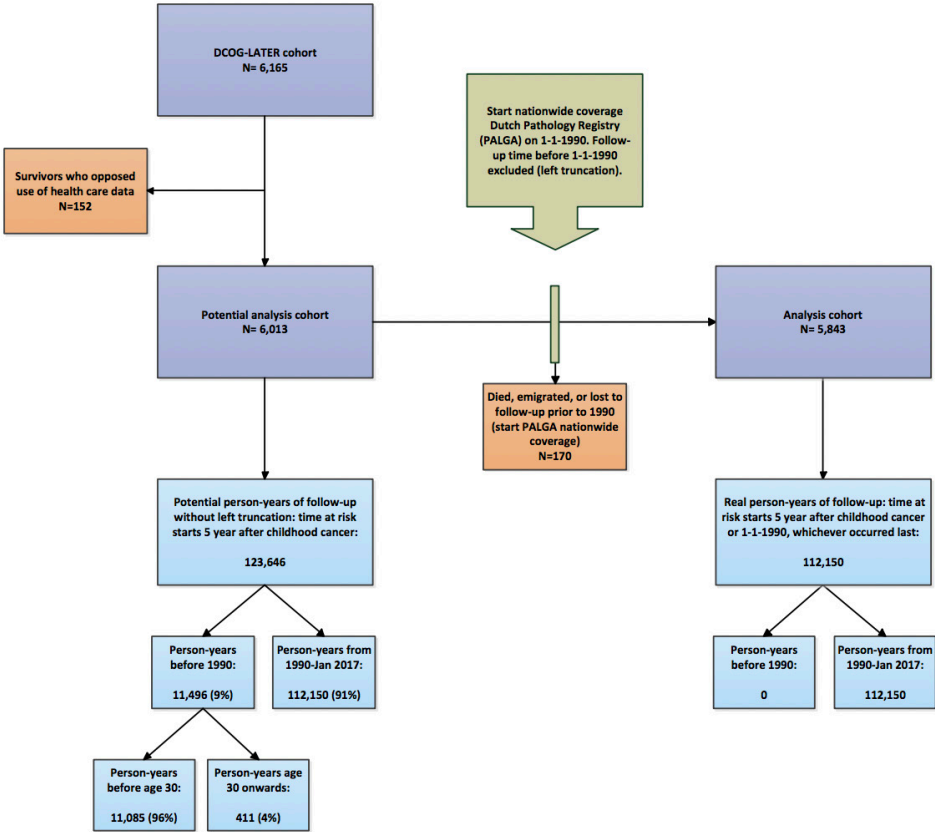 DCOG-LATER cohort
N= 6,165
Start nationwide coverage
Dutch Pathology Registry
(PALGA) on 1-1-1990. Follow-
up time before 1-1-1990
excluded (left truncation).
Survivors who opposed
use of health care data
N=152
Potential analysis cohort
N= 6,013
Analysis cohort
N= 5,843
Died, emigrated, or lost to
follow-up prior to 1990
(start PALGA nationwide
coverage)
N=170
Potential person-years of follow-up
without left truncation: time at risk
starts 5 year after childhood cancer:
123,646
Real person-years of follow-up: time at
risk starts 5 year after childhood cancer
or 1-1-1990, whichever occurred last:
112,150
Person-years
before 1990:
11,496 (9%)
Person-years from
1990-Jan 2017:
112,150 (91%)
Person-years
before 1990:
0
Person-years from
1990-Jan 2017:
112,150
Person-years
before age 30:
11,085 (96%)
Person-years age
30 onwards:
411 (4%)